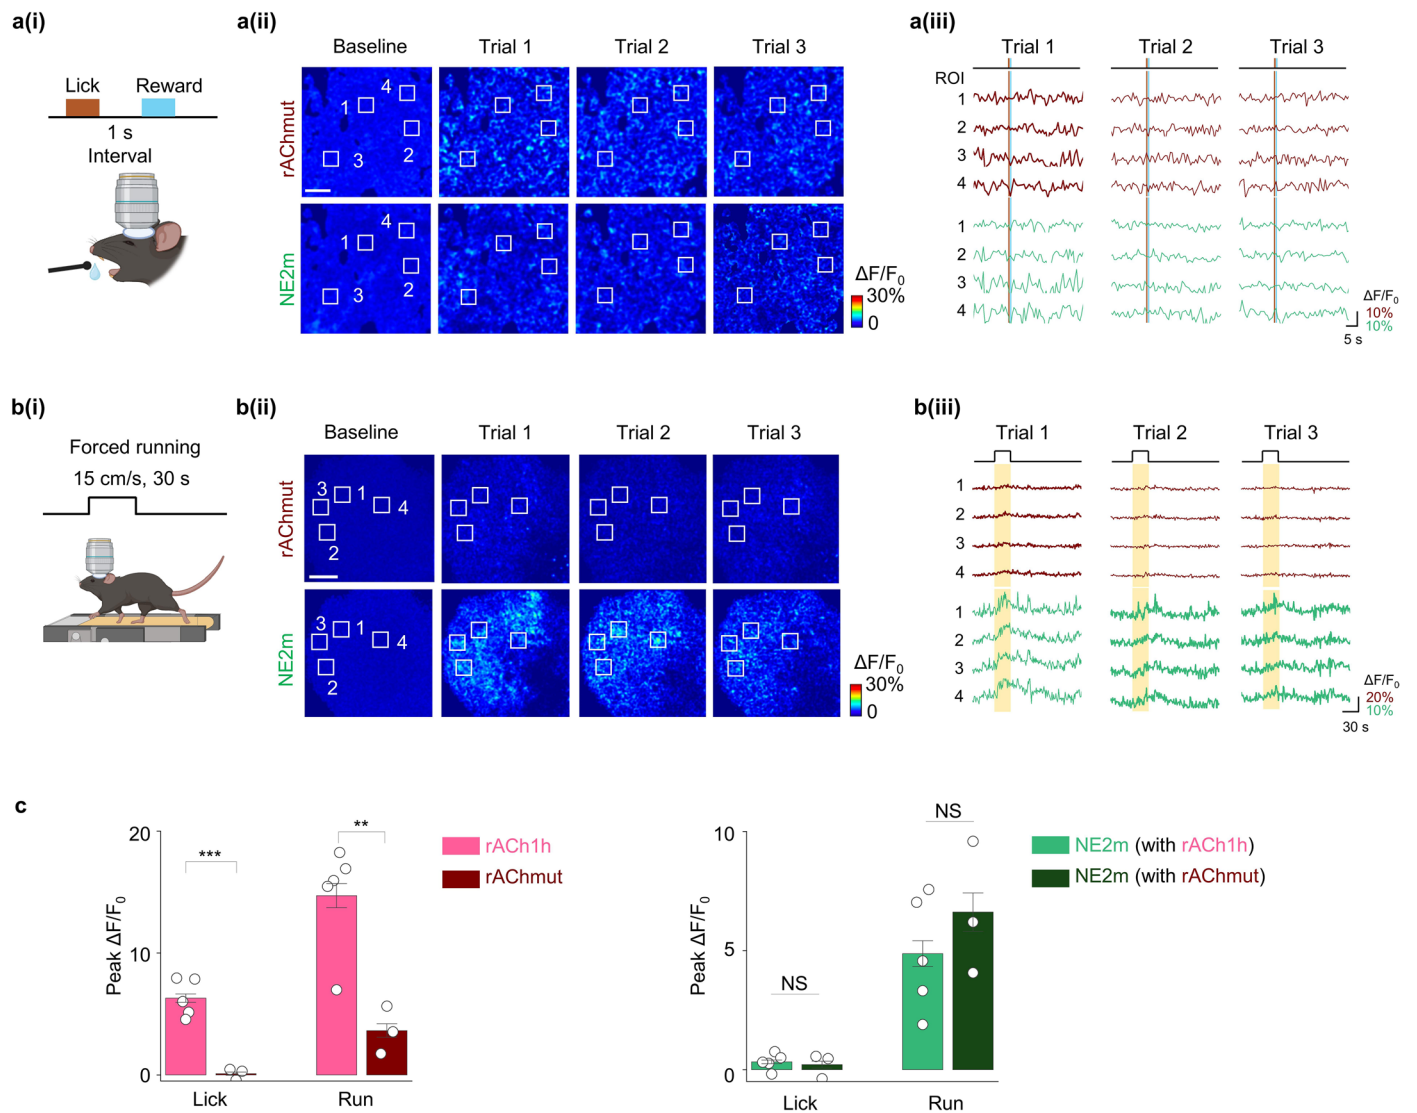 a(i)
a(ii)
a(iii)
Lick
Reward
1 s
Interval
Baseline
Trial 1
Trial 2
Trial 3
rAChmut
1
2
3
4
NE2m
1
2
3
4
ΔF/F0
30%
0
Trial 1
Trial 2
Trial 3
ROI
1
2
3
4
1
2
3
4
ΔF/F0
10%
10%
5 s
b(i)
b(ii)
b(iii)
Forced running
15 cm/s, 30 s
Baseline
Trial 1
Trial 2
Trial 3
rAChmut
3
1
4
2
NE2m
3
1
4
2
ΔF/F0
30%
0
Trial 1
Trial 2
Trial 3
1
2
3
4
1
2
3
4
ΔF/F0
20%
10%
30 s
c
Peak ΔF/F0
20
10
0
***
**
Lick
Run
rACh1h
rAChmut
Peak ΔF/F0
10
5
0
NS
NS
Lick
Run
NE2m (with rACh1h)
NE2m (with rAChmut)